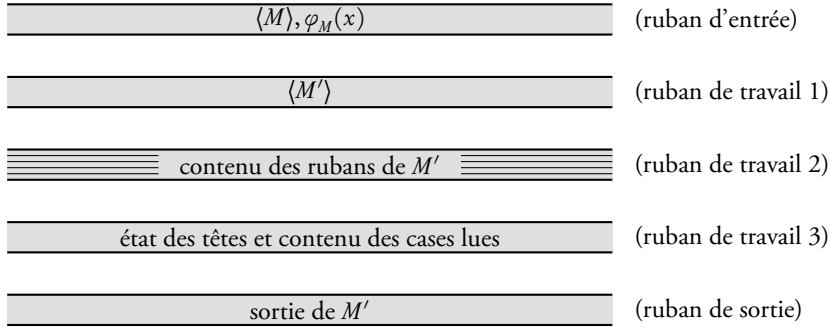 ⟨M⟩, φ_M(x) (ruban d’entrée)
⟨M′⟩ (ruban de travail 1)
contenu des rubans de M′ (ruban de travail 2)
état des têtes et contenu des cases lues (ruban de travail 3)
sortie de M′ (ruban de sortie)